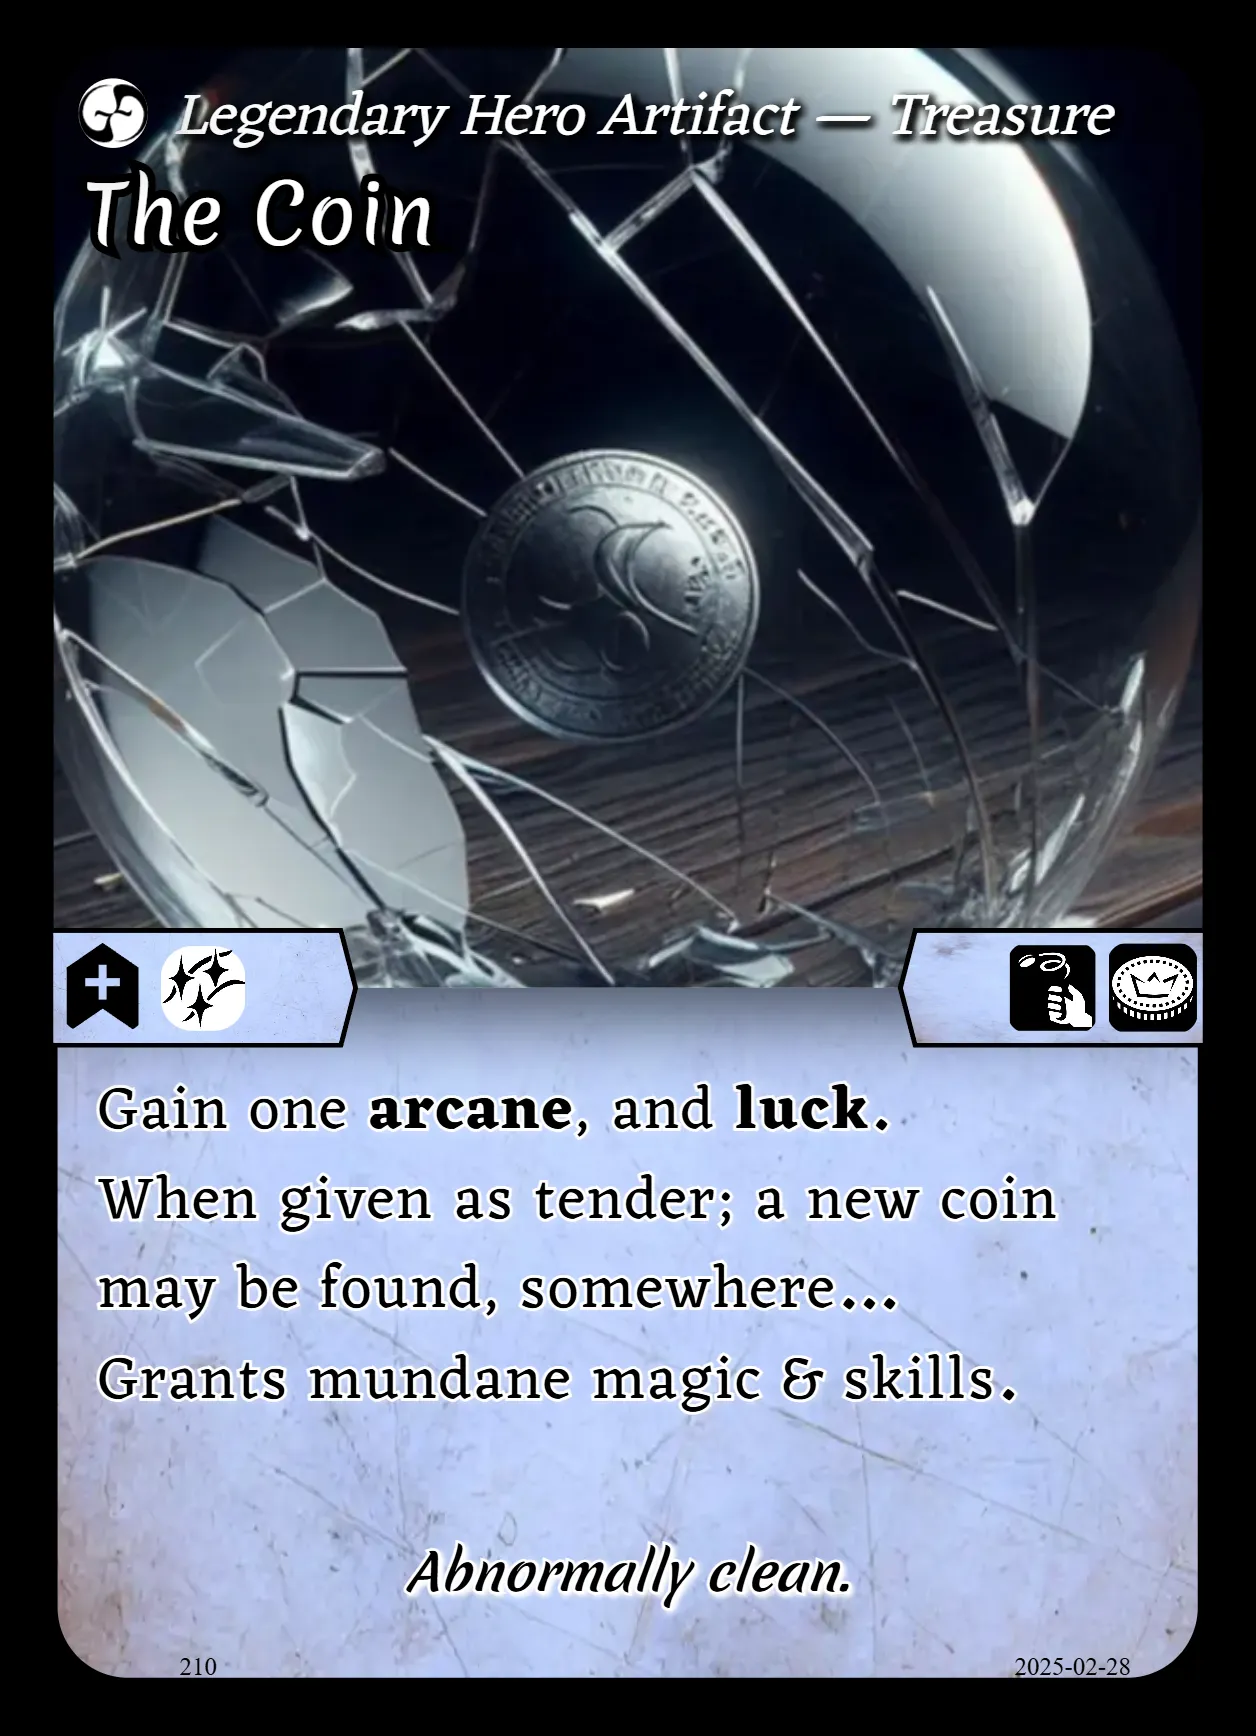 Legendary Hero Artifact — Treasure
The Coin
Gain one arcane, and luck.
When given as tender; a new coin
may be found, somewhere...
Grants mundane magic & skills.
Abnormally clean.
210
2025-02-28